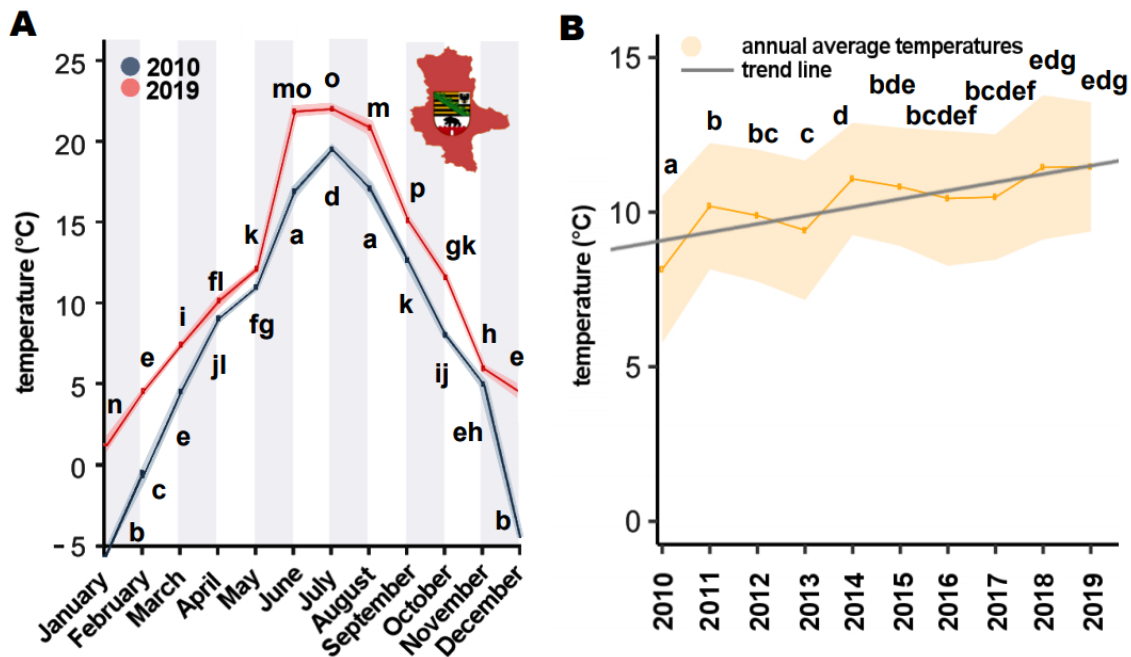 A
temperature (°C)
25
20
15
10
5
0
−5
2010
2019
n
e
i
fl
k
mo
o
m
p
gk
h
e
b
c
e
jl
fg
a
d
a
k
ij
eh
b
January
February
March
April
May
June
July
August
September
October
November
December
B
temperature (°C)
15
10
5
0
annual average temperatures
trend line
a
b
bc
c
d
bde
bcdef
bcdef
edg
edg
2010
2011
2012
2013
2014
2015
2016
2017
2018
2019